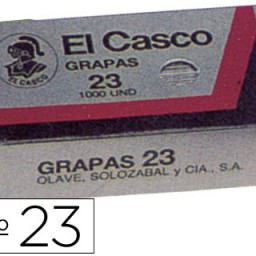 El Casco
GRAPAS
23
1000 UND
EL CASCO
GRAPAS 23
OLAVE, SOLOZABAL y CIA., S.A.
º 23